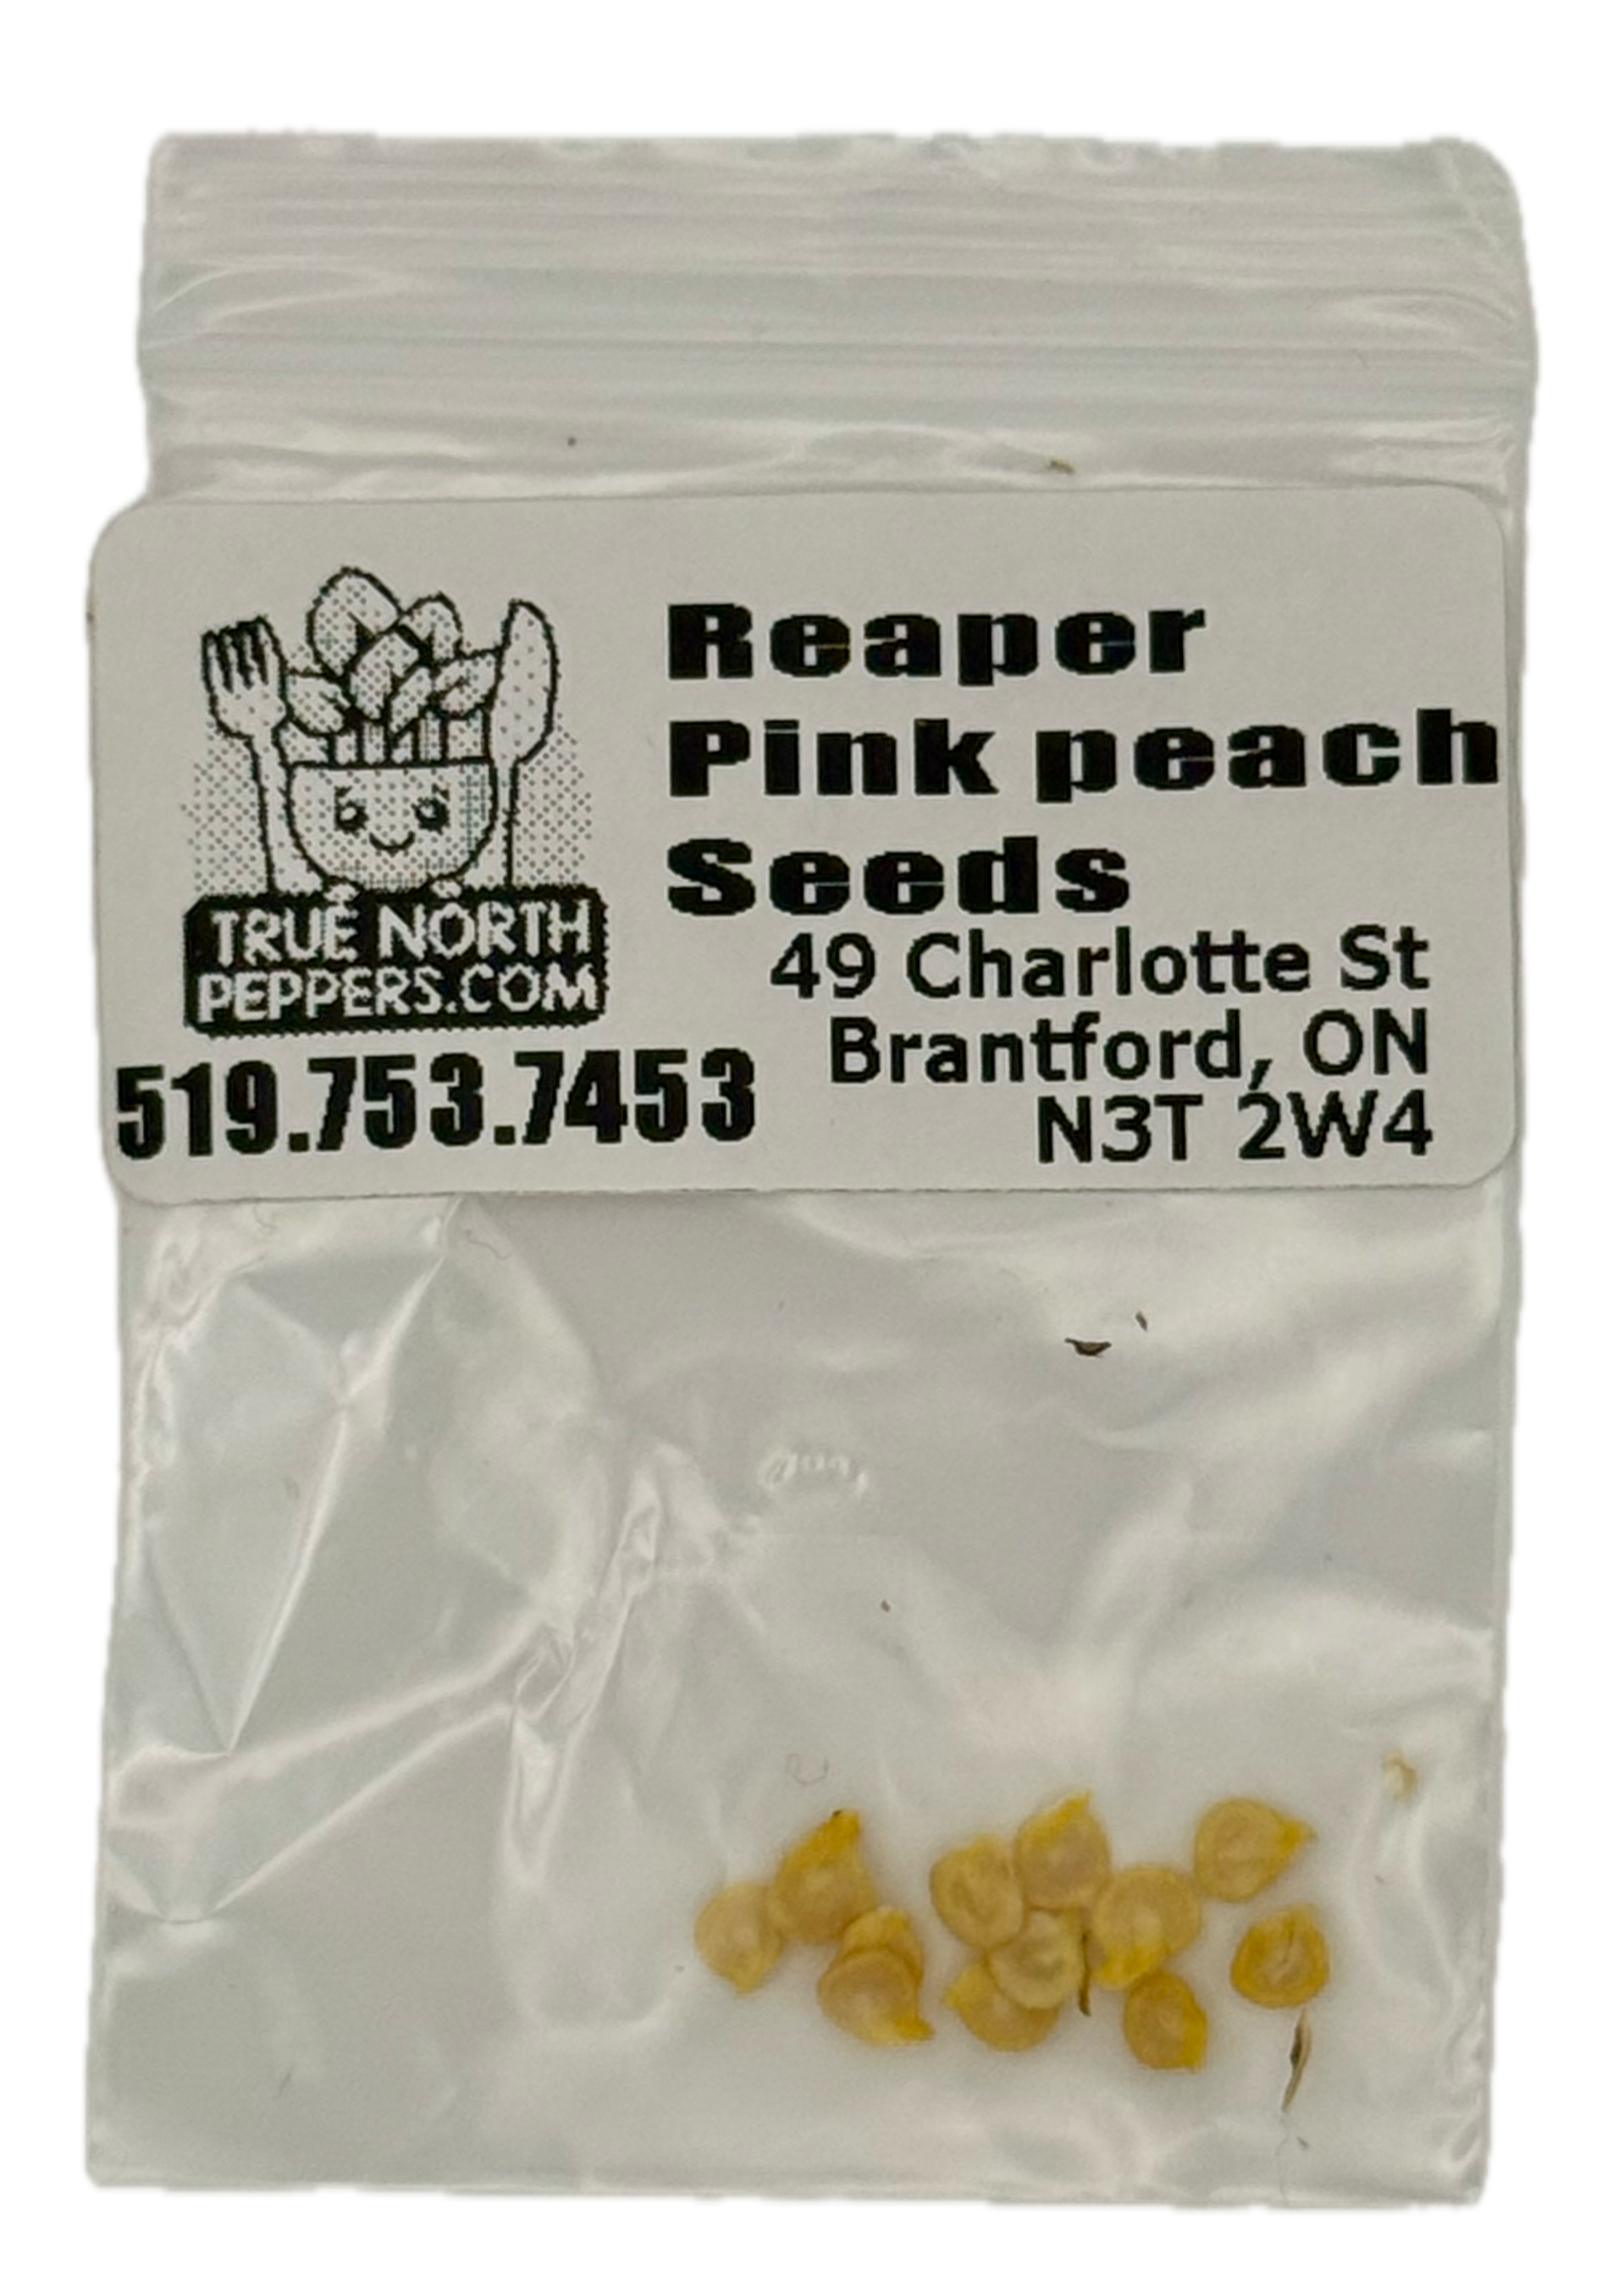 Reaper
Pink peach
Seeds
TRUE NORTH
PEPPERS.COM
519.753.7453
49 Charlotte St
Brantford, ON
N3T 2W4